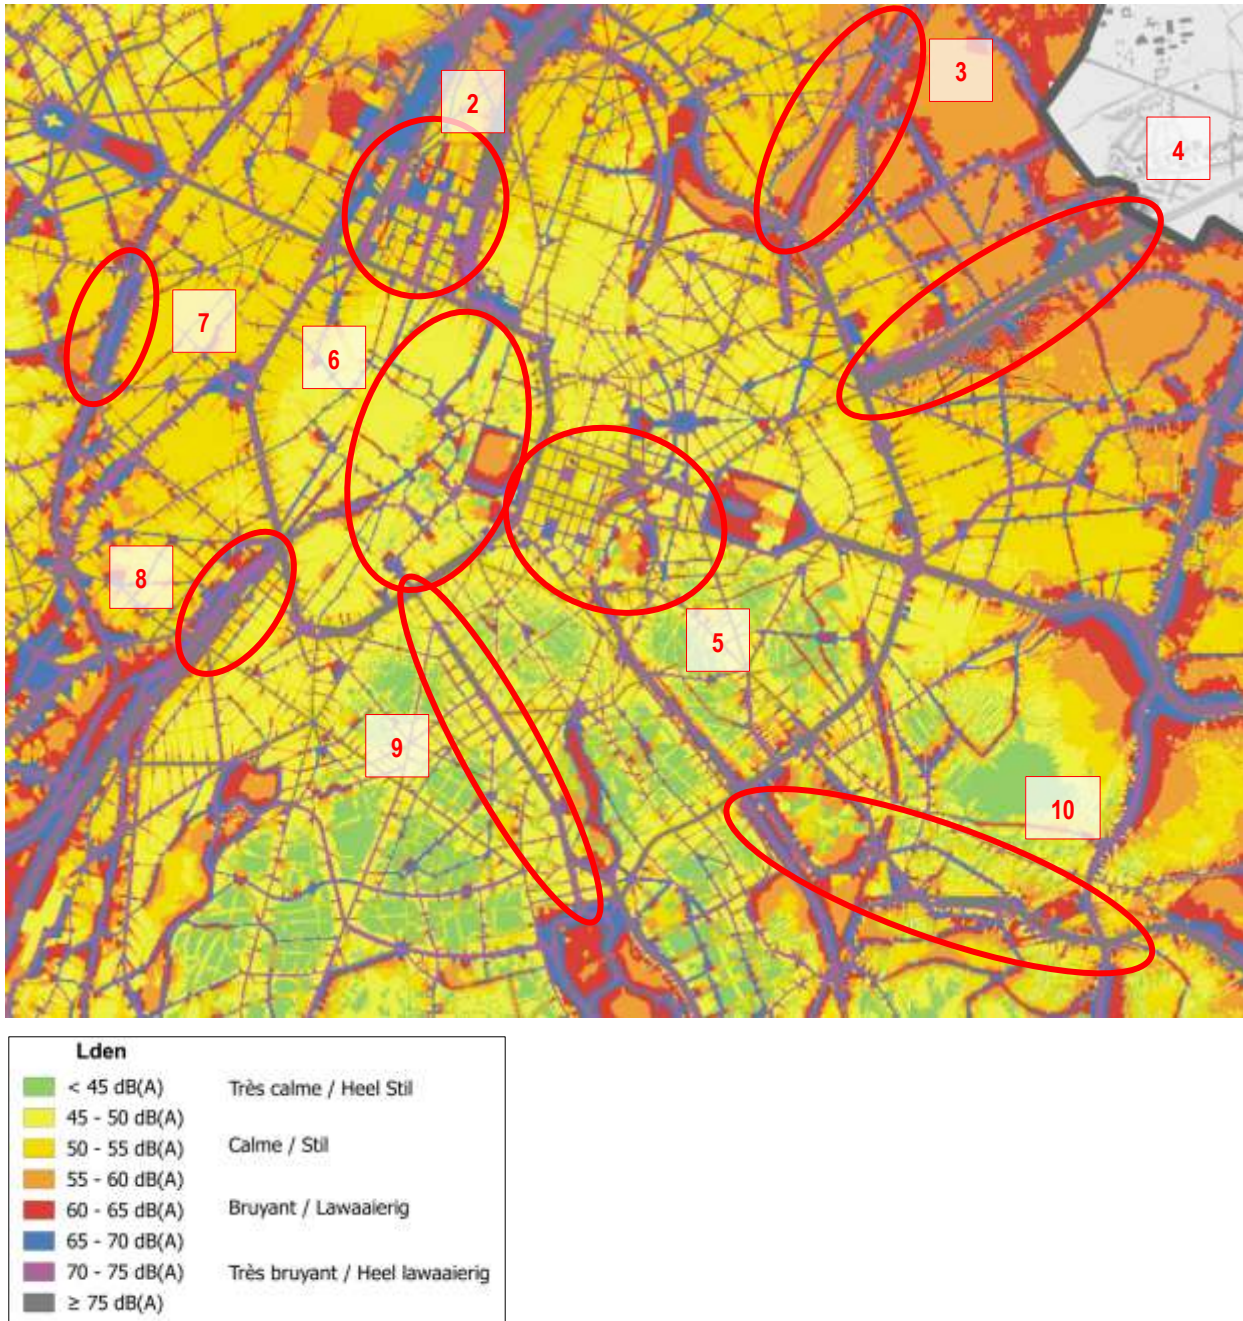 2
3
4
7
6
8
5
9
10
Lden
< 45 dB(A) Très calme / Heel Stil
45 - 50 dB(A)
50 - 55 dB(A) Calme / Stil
55 - 60 dB(A)
60 - 65 dB(A) Bruyant / Lawaaierig
65 - 70 dB(A)
70 - 75 dB(A) Très bruyant / Heel lawaaierig
≥ 75 dB(A)